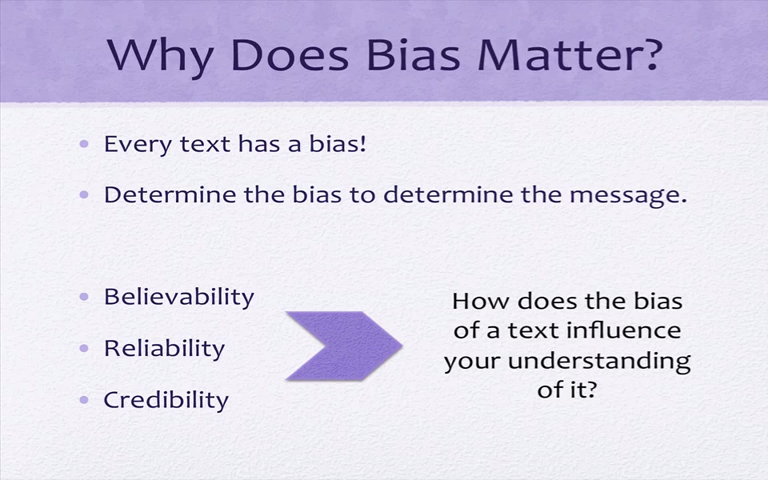 Why Does Bias Matter?
• Every text has a bias!
• Determine the bias to determine the message.
• Believability
• Reliability
• Credibility
How does the bias
of a text influence
your understanding
of it?